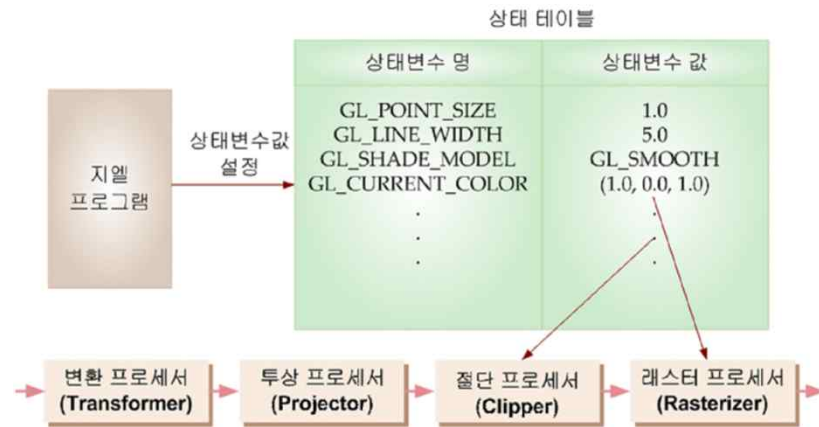 상태 테이블
상태변수 명
상태변수 값
GL_POINT_SIZE
1.0
GL_LINE_WIDTH
5.0
GL_SHADE_MODEL
GL_SMOOTH
GL_CURRENT_COLOR
(1.0, 0.0, 1.0)
.
.
.
.
.
.
지엘
프로그램
상태변수값
설정
변환 프로세서
(Transformer)
투상 프로세서
(Projector)
절단 프로세서
(Clipper)
래스터 프로세서
(Rasterizer)